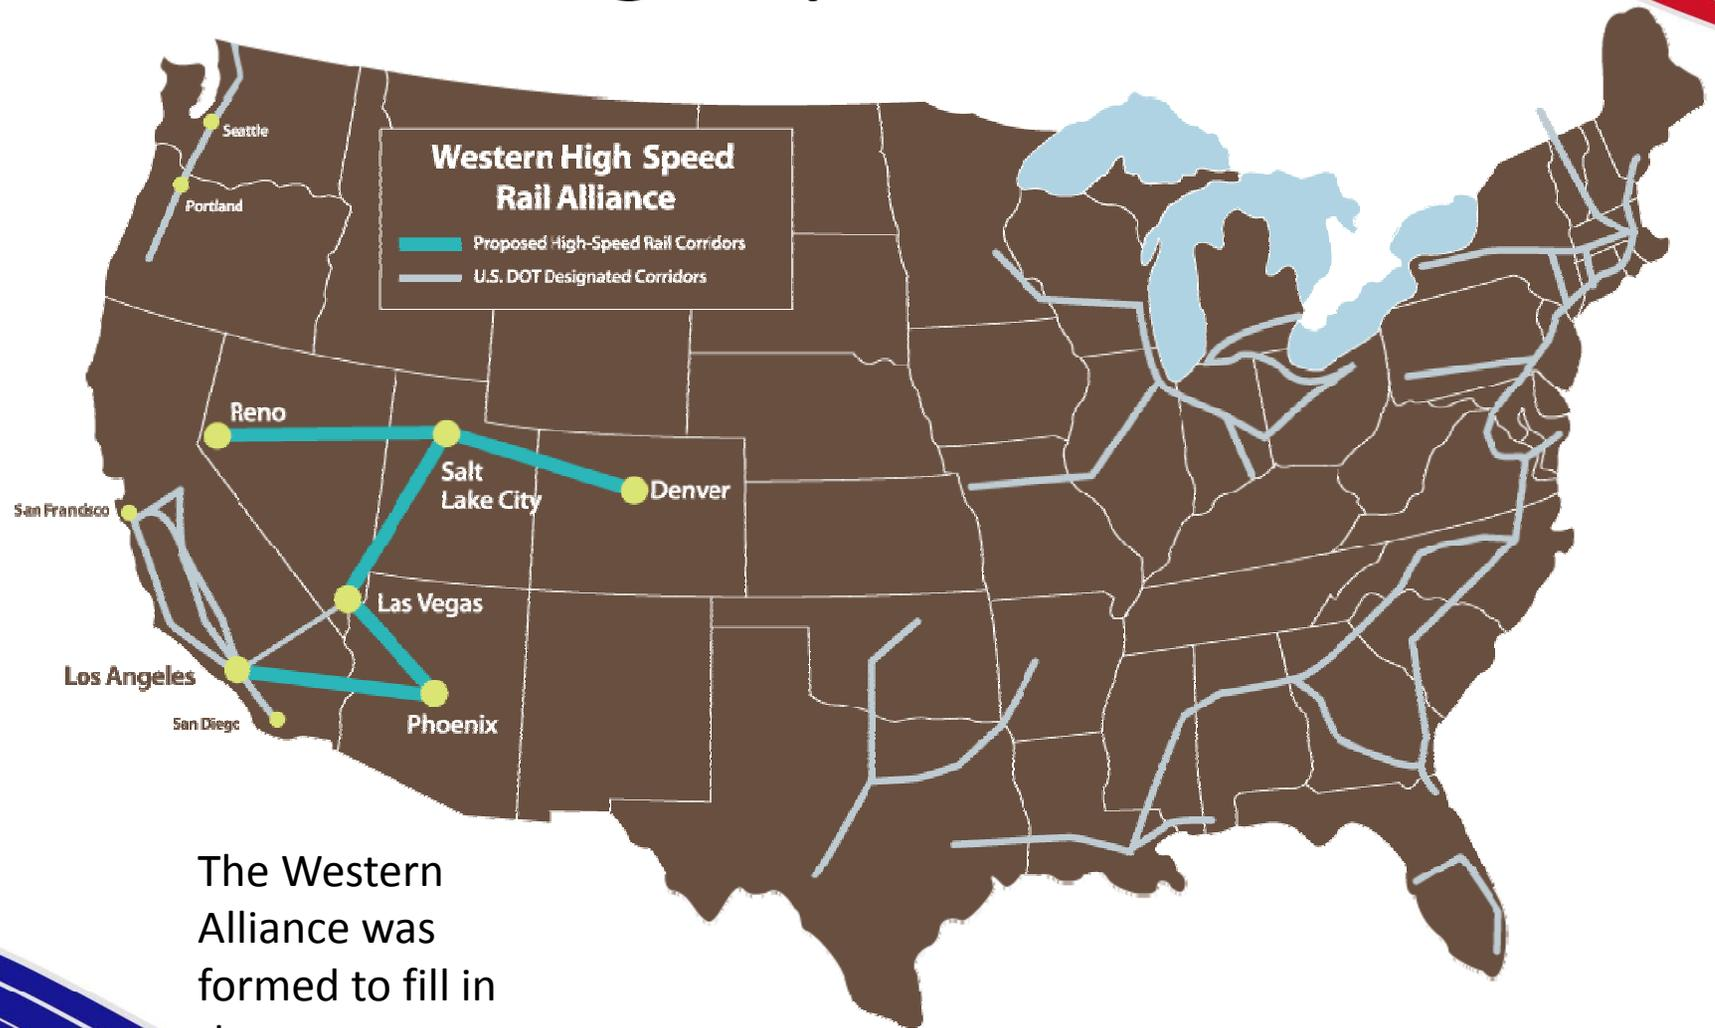 Seattle
Portland
Western High Speed
Rail Alliance
Proposed High-Speed Rail Corridors
U.S. DOT Designated Corridors
Reno
Salt
Lake City
Denver
San Francisco
Las Vegas
Los Angeles
San Diego
Phoenix
The Western
Alliance was
formed to fill in